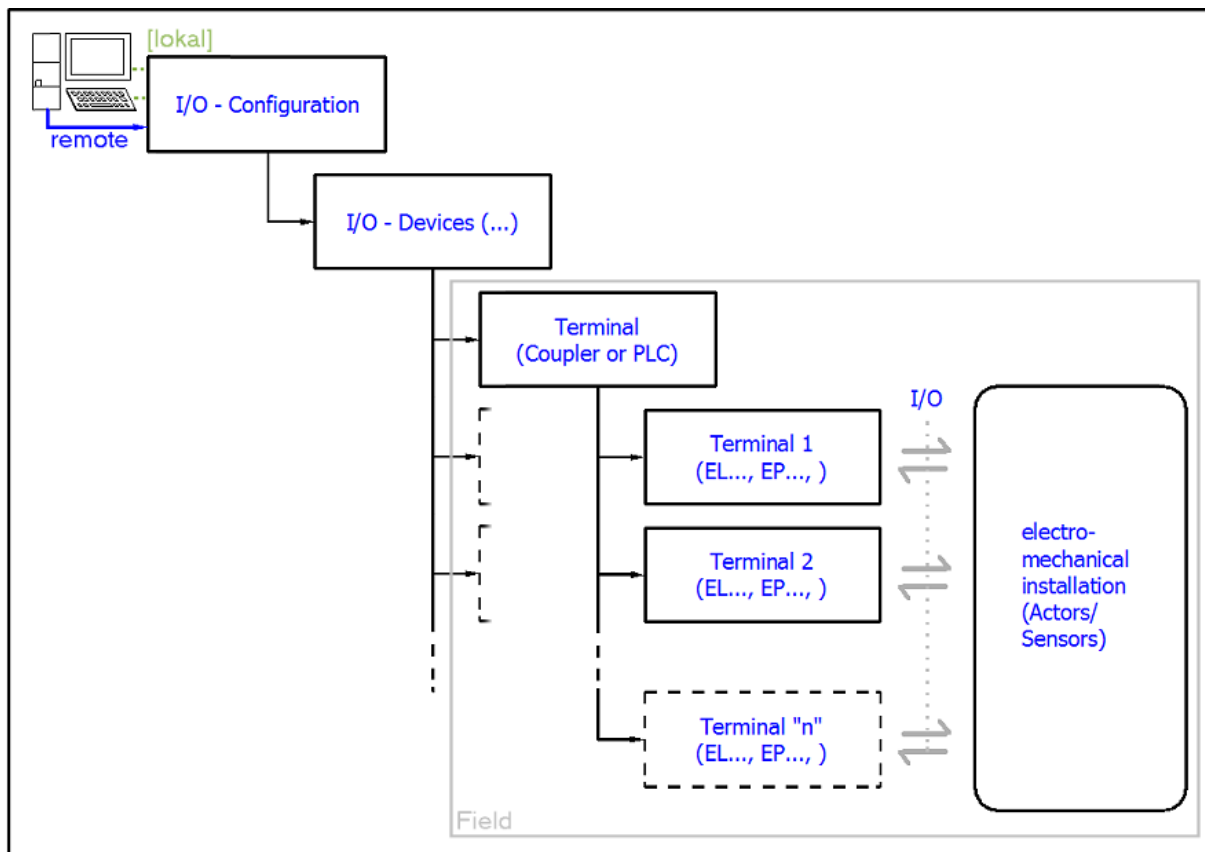 [lokal]
I/O - Configuration
remote
I/O - Devices (...)
Terminal
(Coupler or PLC)
I/O
Terminal 1
(EL..., EP..., )
Terminal 2
(EL..., EP..., )
electro-
mechanical
installation
(Actors/
Sensors)
Terminal "n"
(EL..., EP..., )
Field